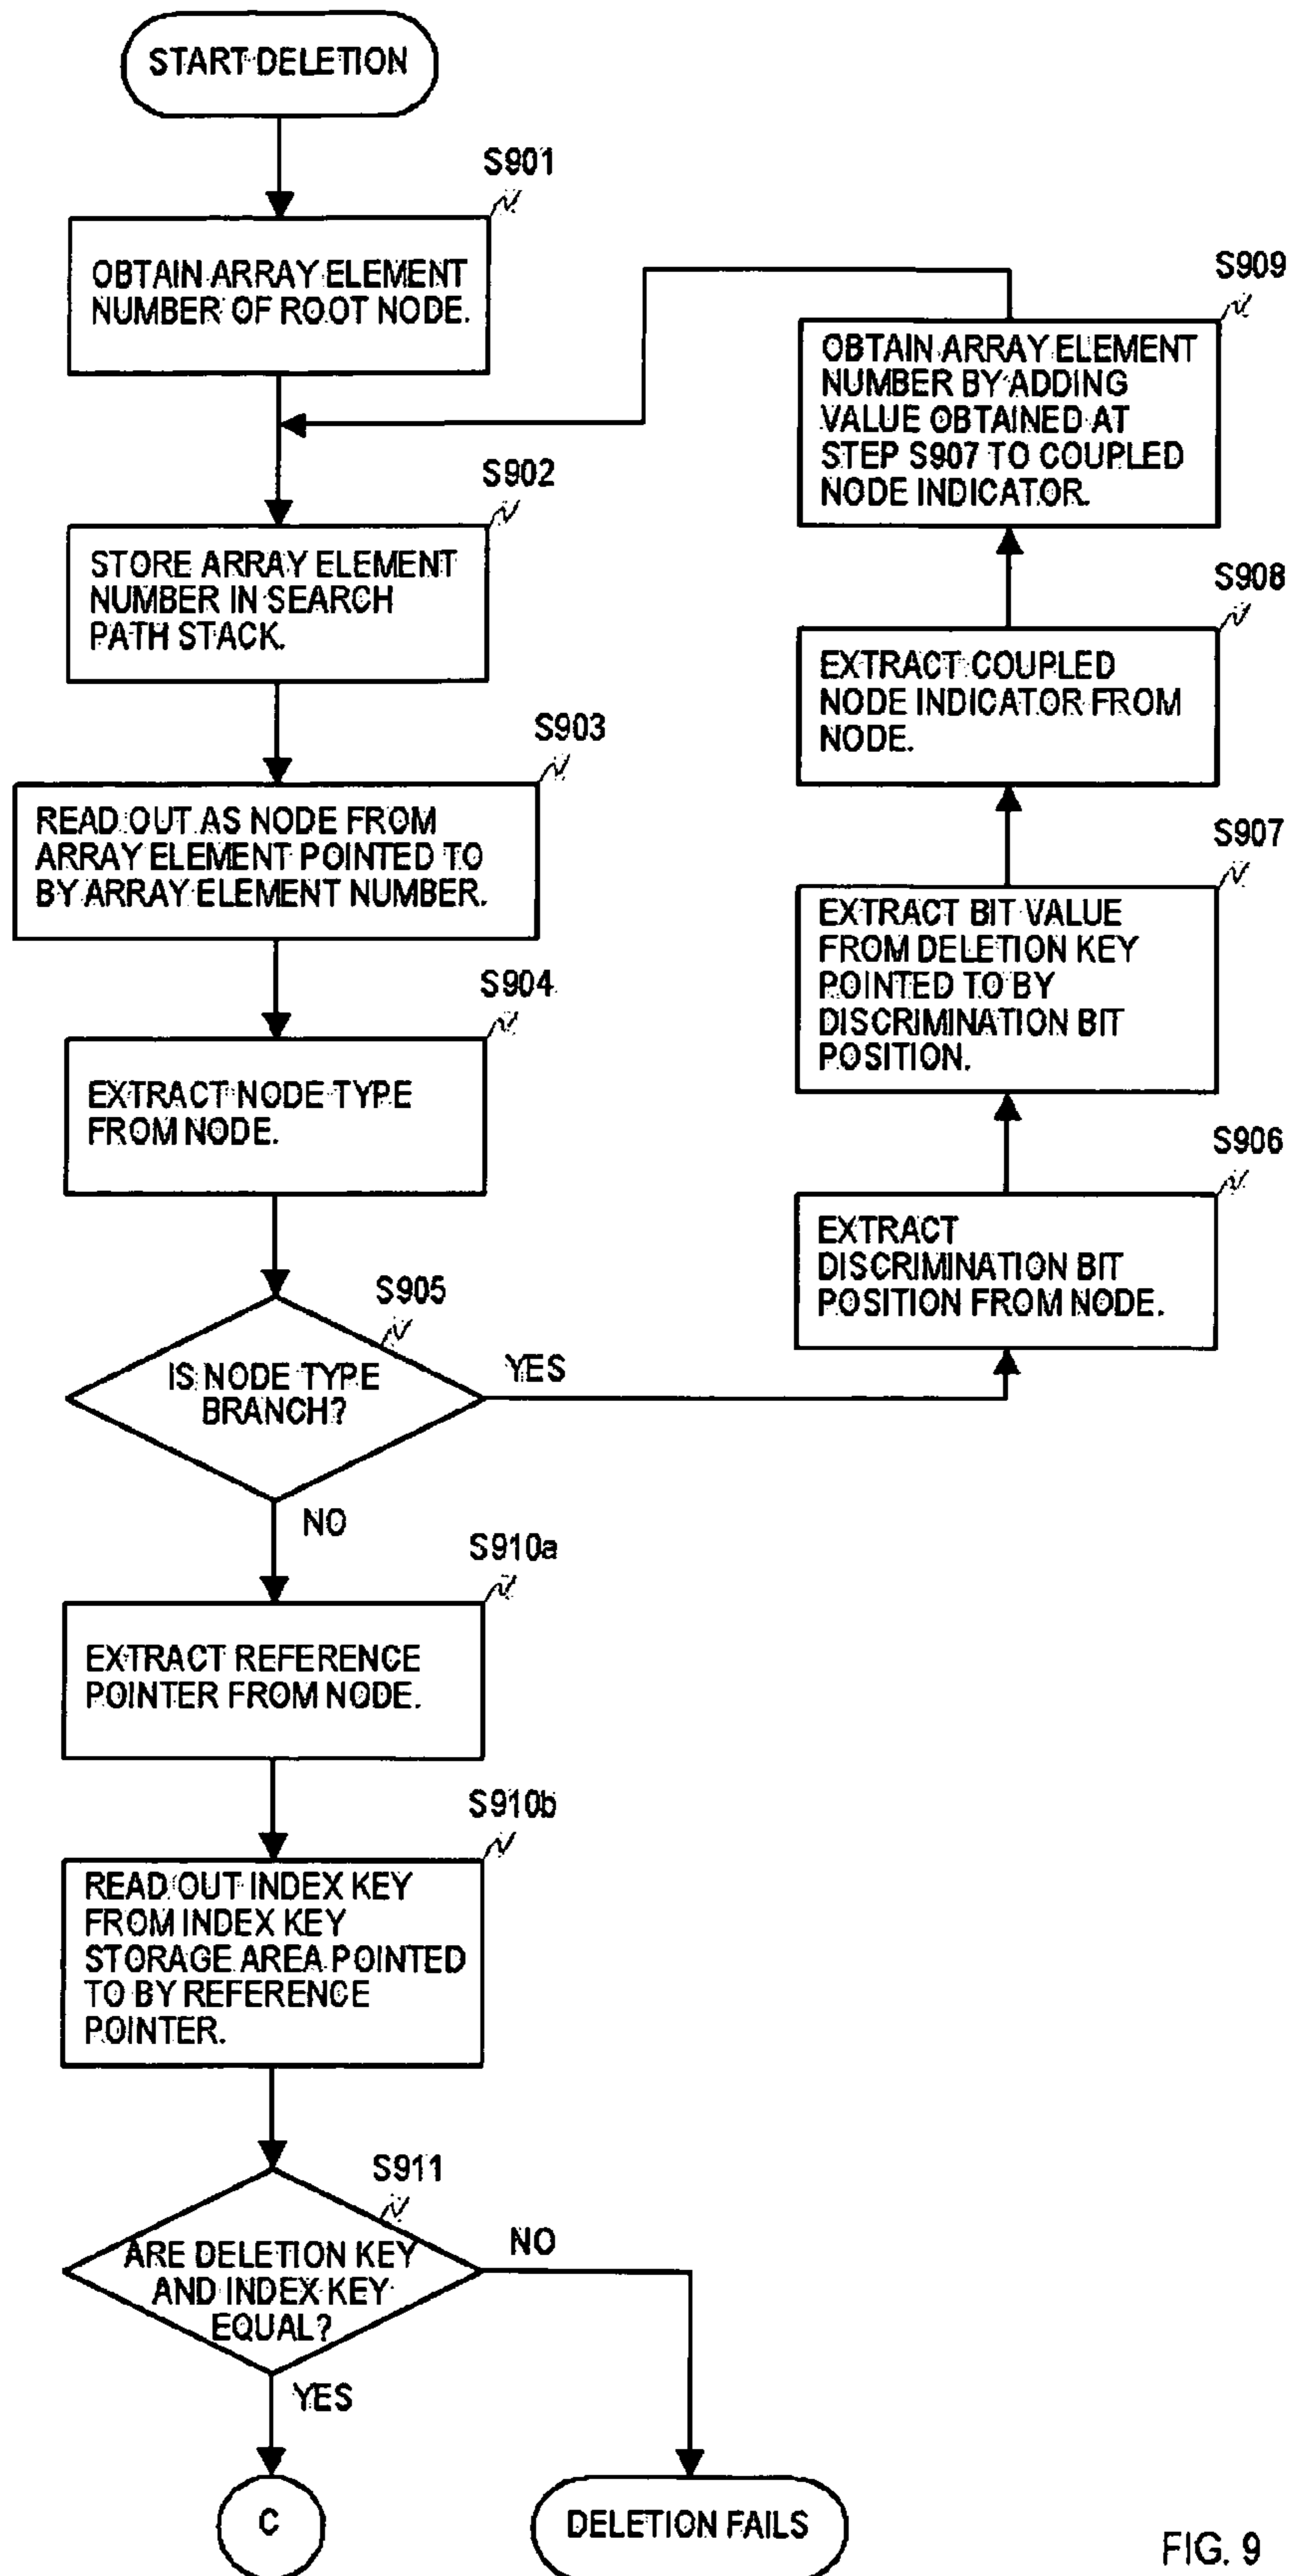 START DELETION
S901
OBTAIN ARRAY ELEMENT
NUMBER OF ROOT NODE.
S902
STORE ARRAY ELEMENT
NUMBER IN SEARCH
PATH STACK.
S903
READ OUT AS NODE FROM
ARRAY ELEMENT POINTED TO
BY ARRAY ELEMENT NUMBER.
S904
EXTRACT NODE TYPE
FROM NODE.
S905
IS NODE TYPE
BRANCH?
YES
NO
S906
EXTRACT
DISCRIMINATION BIT
POSITION FROM NODE.
S907
EXTRACT BIT VALUE
FROM DELETION KEY
POINTED TO BY
DISCRIMINATION BIT
POSITION.
S908
EXTRACT COUPLED
NODE INDICATOR FROM
NODE.
S909
OBTAIN ARRAY ELEMENT
NUMBER BY ADDING
VALUE OBTAINED AT
STEP S907 TO COUPLED
NODE INDICATOR.
S910a
EXTRACT REFERENCE
POINTER FROM NODE.
S910b
READ OUT INDEX KEY
FROM INDEX KEY
STORAGE AREA POINTED
TO BY REFERENCE
POINTER.
S911
ARE DELETION KEY
AND INDEX KEY
EQUAL?
NO
YES
C
DELETION FAILS
FIG. 9